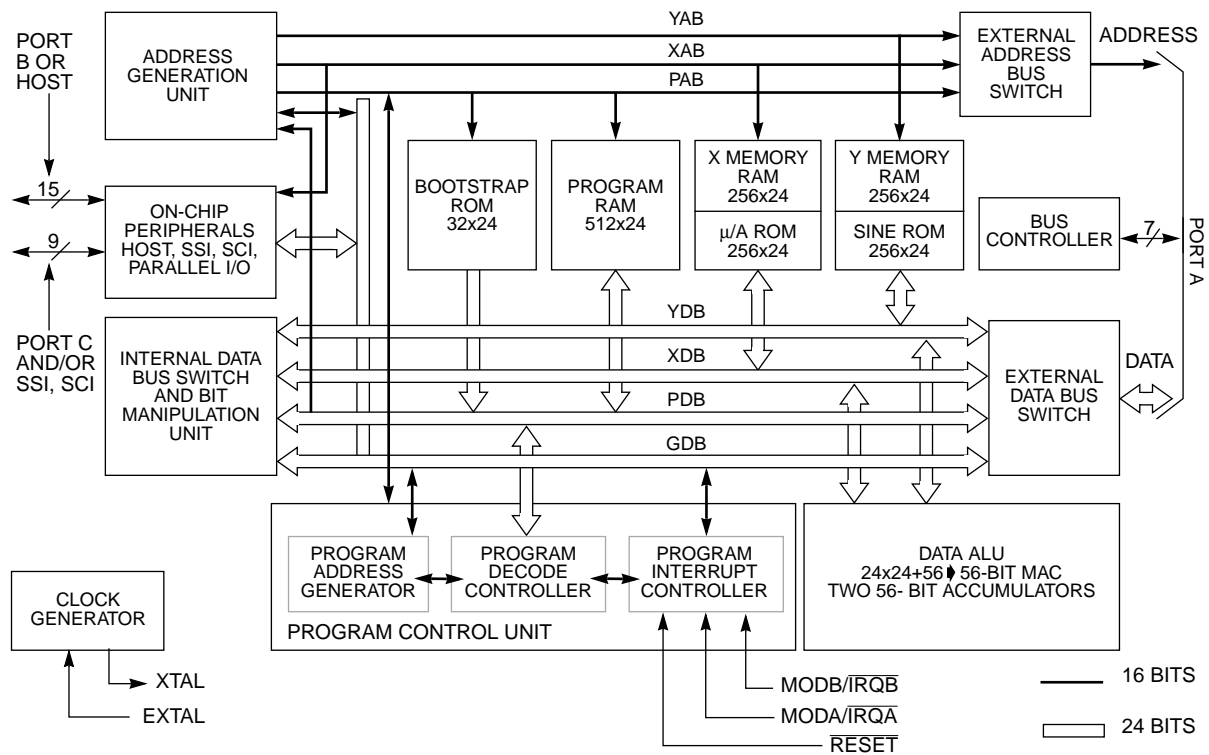 YAB
XAB
PAB
PORT
B OR
HOST
ADDRESS
GENERATION
UNIT
EXTERNAL
ADDRESS
BUS
SWITCH
ADDRESS
BOOTSTRAP
ROM
32x24
PROGRAM
RAM
512x24
X MEMORY
RAM
256x24
µ/A ROM
256x24
Y MEMORY
RAM
256x24
SINE ROM
256x24
15
9
ON-CHIP
PERIPHERALS
HOST, SSI, SCI,
PARALLEL I/O
BUS
CONTROLLER
7
PORT A
PORT C
AND/OR
SSI, SCI
INTERNAL DATA
BUS SWITCH
AND BIT
MANIPULATION
UNIT
YDB
XDB
PDB
GDB
EXTERNAL
DATA BUS
SWITCH
DATA
PROGRAM
ADDRESS
GENERATOR
PROGRAM
DECODE
CONTROLLER
PROGRAM
INTERRUPT
CONTROLLER
PROGRAM CONTROL UNIT
DATA ALU
24x24+56 ➧ 56-BIT MAC
TWO 56- BIT ACCUMULATORS
CLOCK
GENERATOR
XTAL
EXTAL
MODB/IRQB
MODA/IRQA
RESET
16 BITS
24 BITS